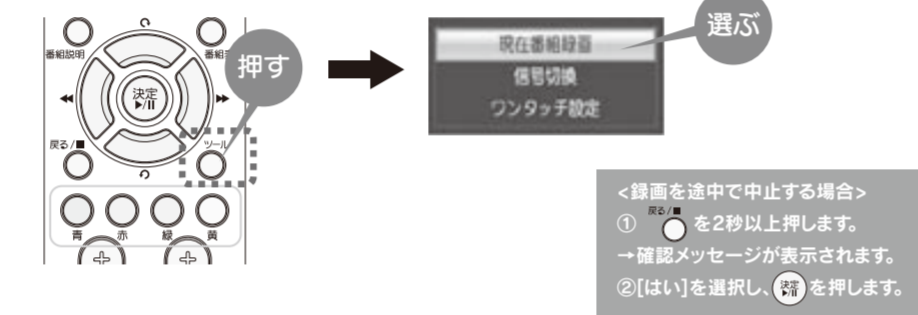 番組説明
番組
押す
決定
▶/II
戻る/■
ツール
青 赤 緑 黄
現在番組録画
信号切換
ワンタッチ設定
選ぶ
<録画を途中で中止する場合>
① 戻る/■ を2秒以上押します。
→確認メッセージが表示されます。
②[はい]を選択し、決定 ▶/II を押します。